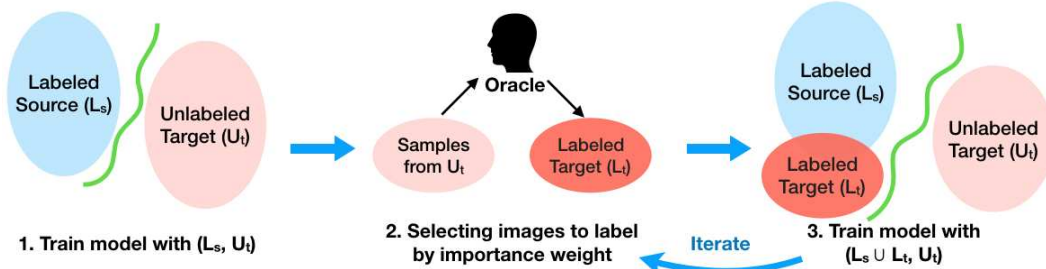 Labeled
Source (Lₛ)
Unlabeled
Target (Uₜ)
1. Train model with (Lₛ, Uₜ)
Oracle
Samples
from Uₜ
Labeled
Target (Lₜ)
2. Selecting images to label
by importance weight
Iterate
Labeled
Source (Lₛ)
Labeled
Target (Lₜ)
Unlabeled
Target (Uₜ)
3. Train model with
(Lₛ ∪ Lₜ, Uₜ)